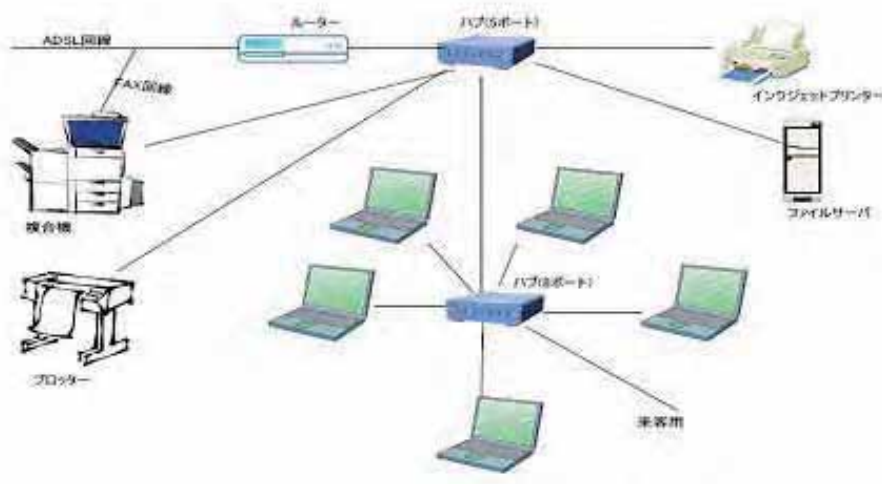 ルーター
ハブ(5ポート)
ADSL回線
FAX回線
インクジェットプリンター
複合機
ファイルサーバ
ハブ(8ポート)
プロッター
来客用